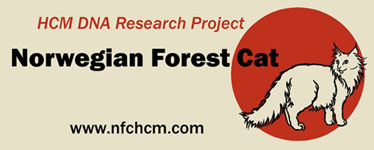 HCM DNA Research Project
Norwegian Forest Cat
www.nfchcm.com